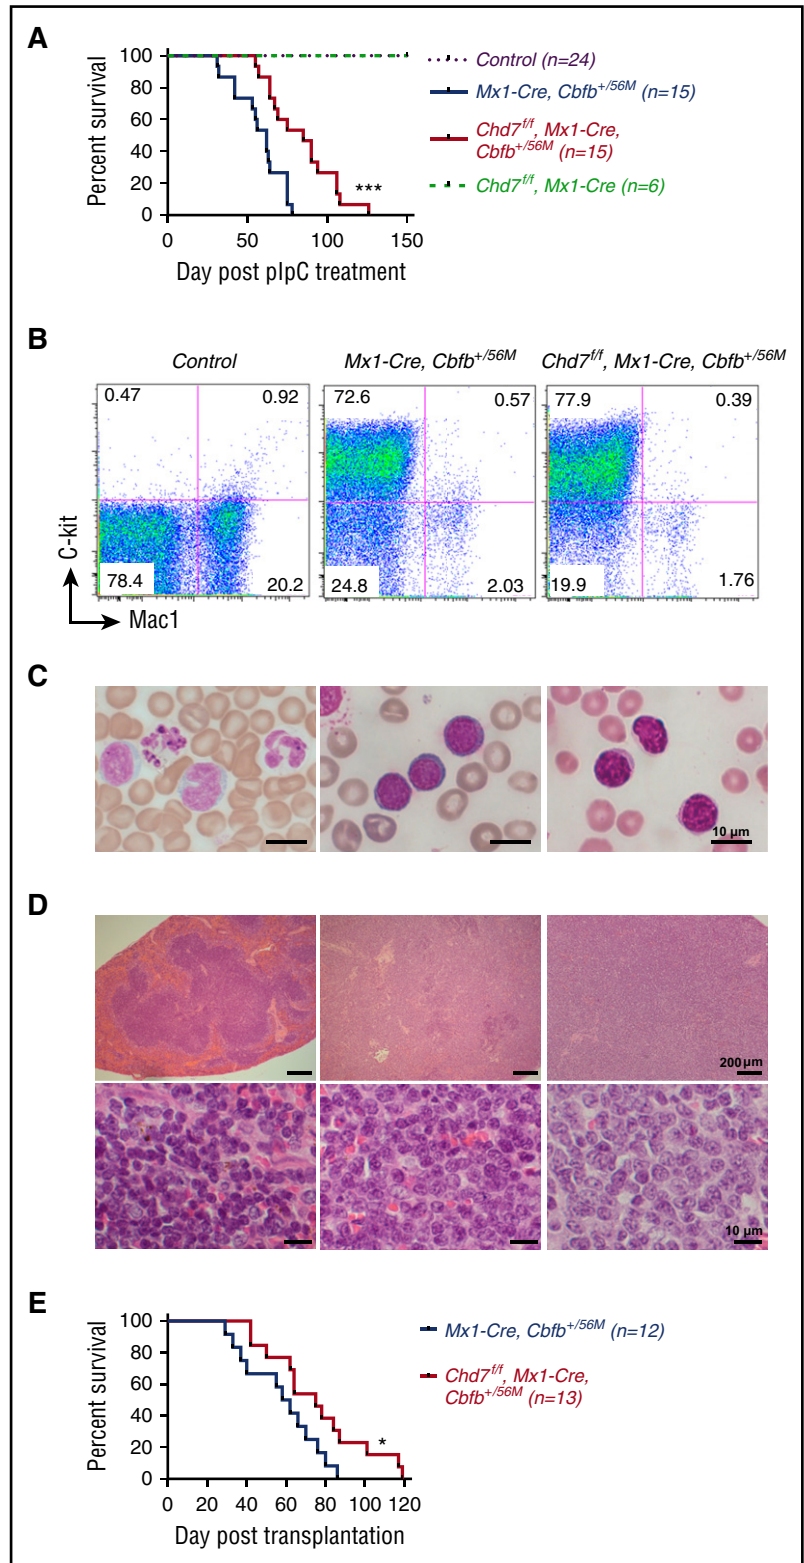 A
Percent survival
100
80
60
40
20
0
0 50 100 150
Day post pIpC treatment
***
Control (n=24)
Mx1-Cre, Cbfb+/56M (n=15)
Chd7f/f, Mx1-Cre,
Cbfb+/56M (n=15)
Chd7f/f, Mx1-Cre (n=6)
B
Control
Mx1-Cre, Cbfb+/56M
Chd7f/f, Mx1-Cre, Cbfb+/56M
0.47 0.92
72.6 0.57
77.9 0.39
78.4 20.2
24.8 2.03
19.9 1.76
C-kit
Mac1
C
10 µm
D
200 µm
10 µm
E
Percent survival
100
80
60
40
20
0
0 20 40 60 80 100 120
Day post transplantation
*
Mx1-Cre, Cbfb+/56M (n=12)
Chd7f/f, Mx1-Cre,
Cbfb+/56M (n=13)